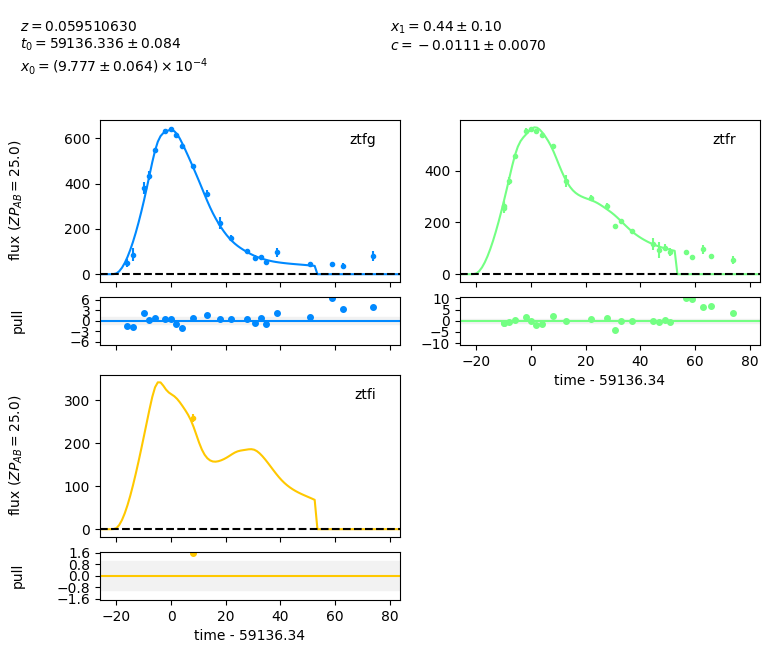 z = 0.059510630
t₀ = 59136.336 ± 0.084
x₀ = (9.777 ± 0.064) × 10⁻⁴
x₁ = 0.44 ± 0.10
c = −0.0111 ± 0.0070
flux (ZP_AB = 25.0)
600
400
200
0
ztfg
pull
6
3
0
−3
−6
flux (ZP_AB = 25.0)
400
200
0
ztfr
10
5
0
−5
−10
−20 0 20 40 60 80
time - 59136.34
flux (ZP_AB = 25.0)
300
200
100
0
ztfi
pull
1.6
0.8
0.0
−0.8
−1.6
−20 0 20 40 60 80
time - 59136.34